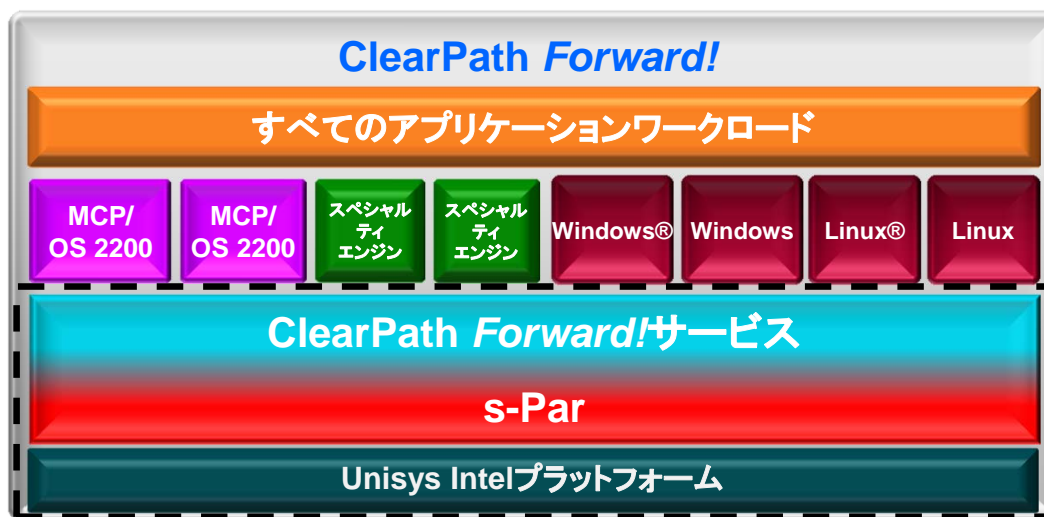 ClearPath Forward!
すべてのアプリケーションワークロード
MCP/
OS 2200
MCP/
OS 2200
スペシャル
ティ
エンジン
スペシャル
ティ
エンジン
Windows®
Windows
Linux®
Linux
ClearPath Forward!サービス
s-Par
Unisys Intelプラットフォーム